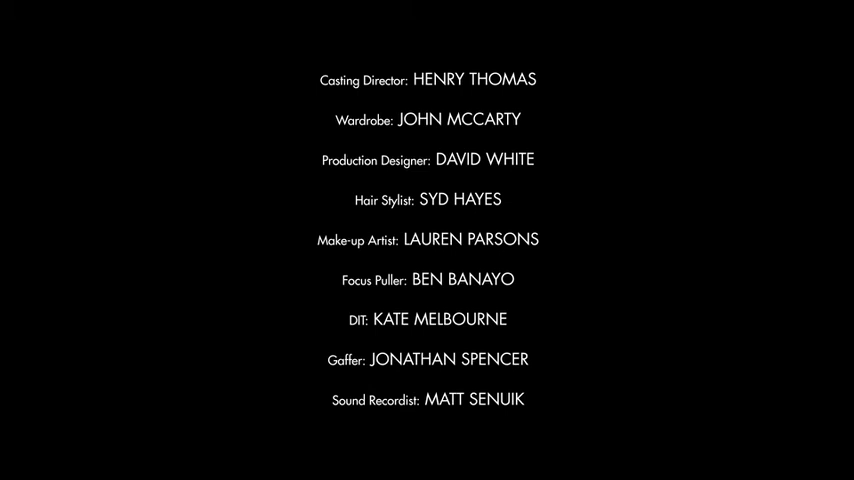 Casting Director: HENRY THOMAS
Wardrobe: JOHN MCCARTY
Production Designer: DAVID WHITE
Hair Stylist: SYD HAYES
Make-up Artist: LAUREN PARSONS
Focus Puller: BEN BANAYO
DIT: KATE MELBOURNE
Gaffer: JONATHAN SPENCER
Sound Recordist: MATT SENUIK